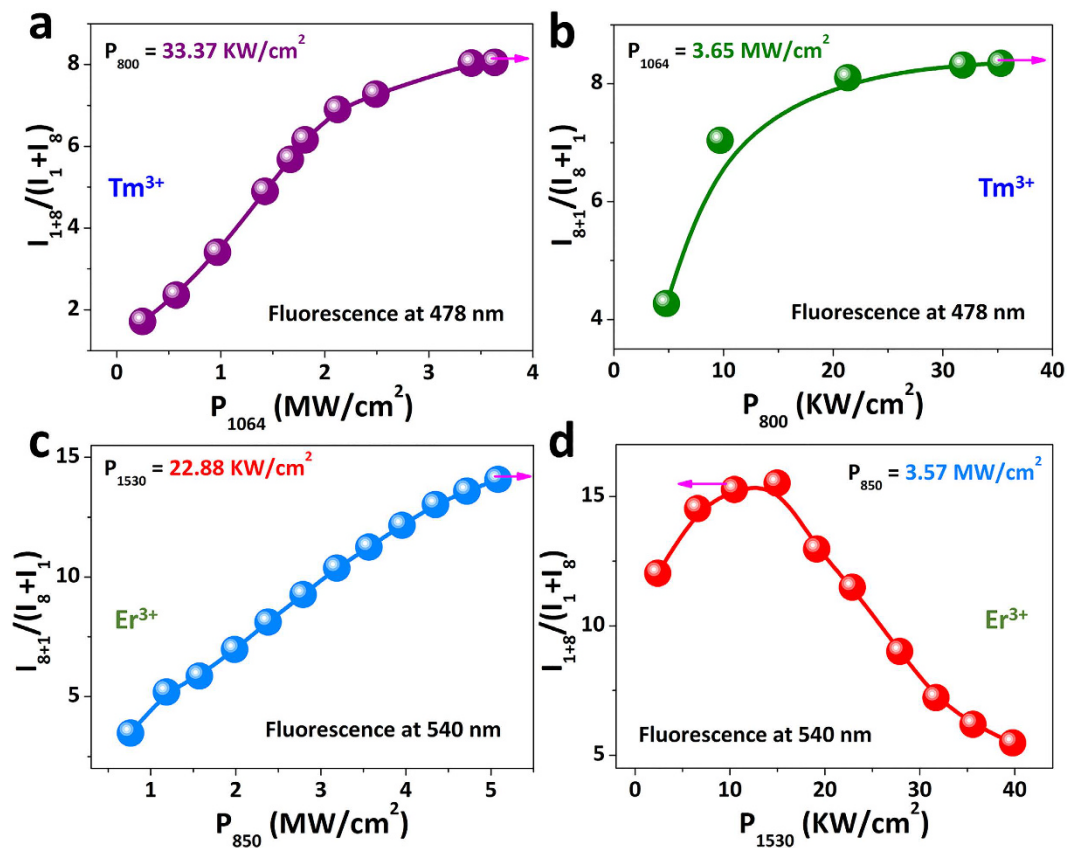 a
P800 = 33.37 KW/cm²
8
6
4
2
I1+8/(I1+I8)
Tm³⁺
Fluorescence at 478 nm
0 1 2 3 4
P1064 (MW/cm²)
b
P1064 = 3.65 MW/cm²
8
6
4
I8+1/(I8+I1)
Tm³⁺
Fluorescence at 478 nm
0 10 20 30 40
P800 (KW/cm²)
c
P1530 = 22.88 KW/cm²
15
10
5
I8+1/(I8+I1)
Er³⁺
Fluorescence at 540 nm
1 2 3 4 5
P850 (MW/cm²)
d
P850 = 3.57 MW/cm²
15
10
5
I1+8/(I1+I8)
Er³⁺
Fluorescence at 540 nm
0 10 20 30 40
P1530 (KW/cm²)